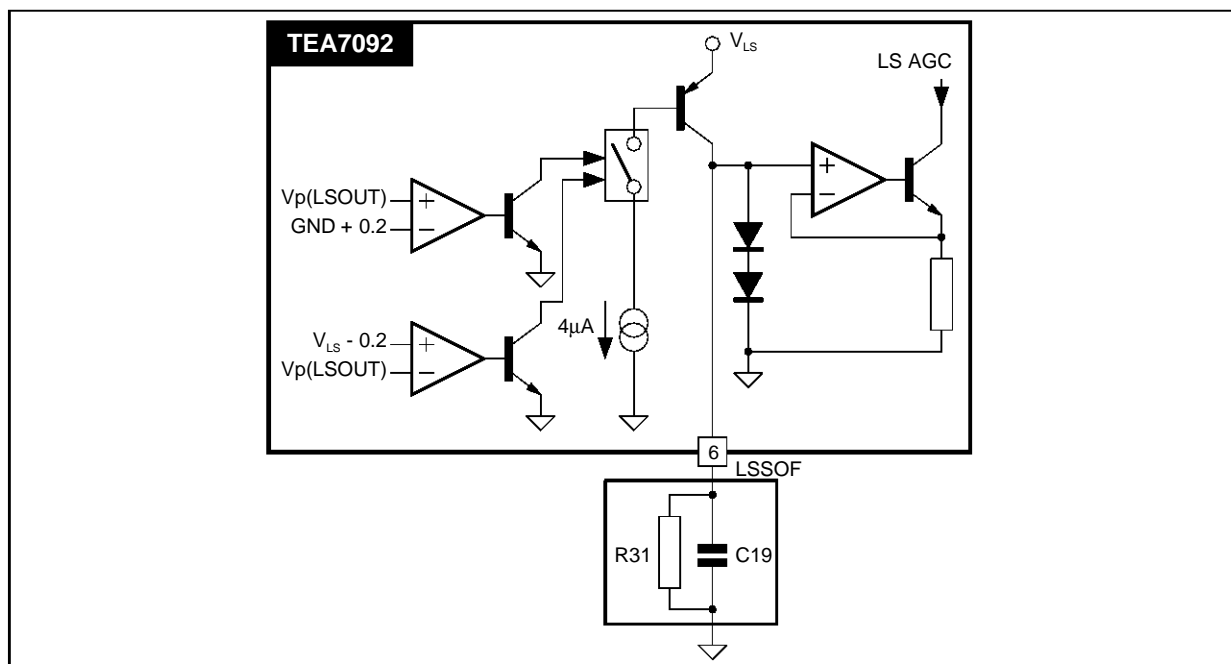 TEA7092
V_LS
LS AGC
Vp(LSOUT)
+
GND + 0.2
−
+
−
V_LS - 0.2
+
Vp(LSOUT)
−
4µA
6
LSSOF
R31
C19